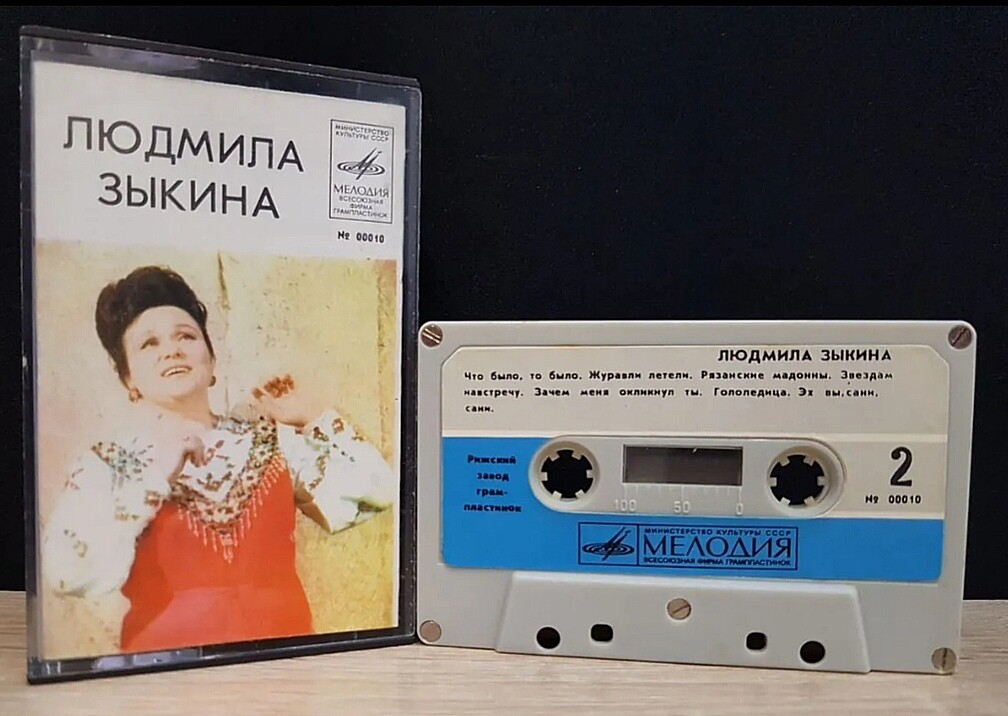 ЛЮДМИЛА
ЗЫКИНА
МИНИСТЕРСТВО
КУЛЬТУРЫ СССР
МЕЛОДИЯ
ВСЕСОЮЗНАЯ
ФИРМА
ГРАМПЛАСТИНОК
№ 00010
ЛЮДМИЛА ЗЫКИНА
Что было, то было. Журавли летели. Рязанские мадонны. Звездам
навстречу. Зачем меня окликнул ты. Гололедица. Эх вы,сани,
сани.
Рижский
завод
грам-
пластинок
100 50 0
2
№ 00010
МИНИСТЕРСТВО КУЛЬТУРЫ СССР
МЕЛОДИЯ
ВСЕСОЮЗНАЯ ФИРМА ГРАМПЛАСТИНОК